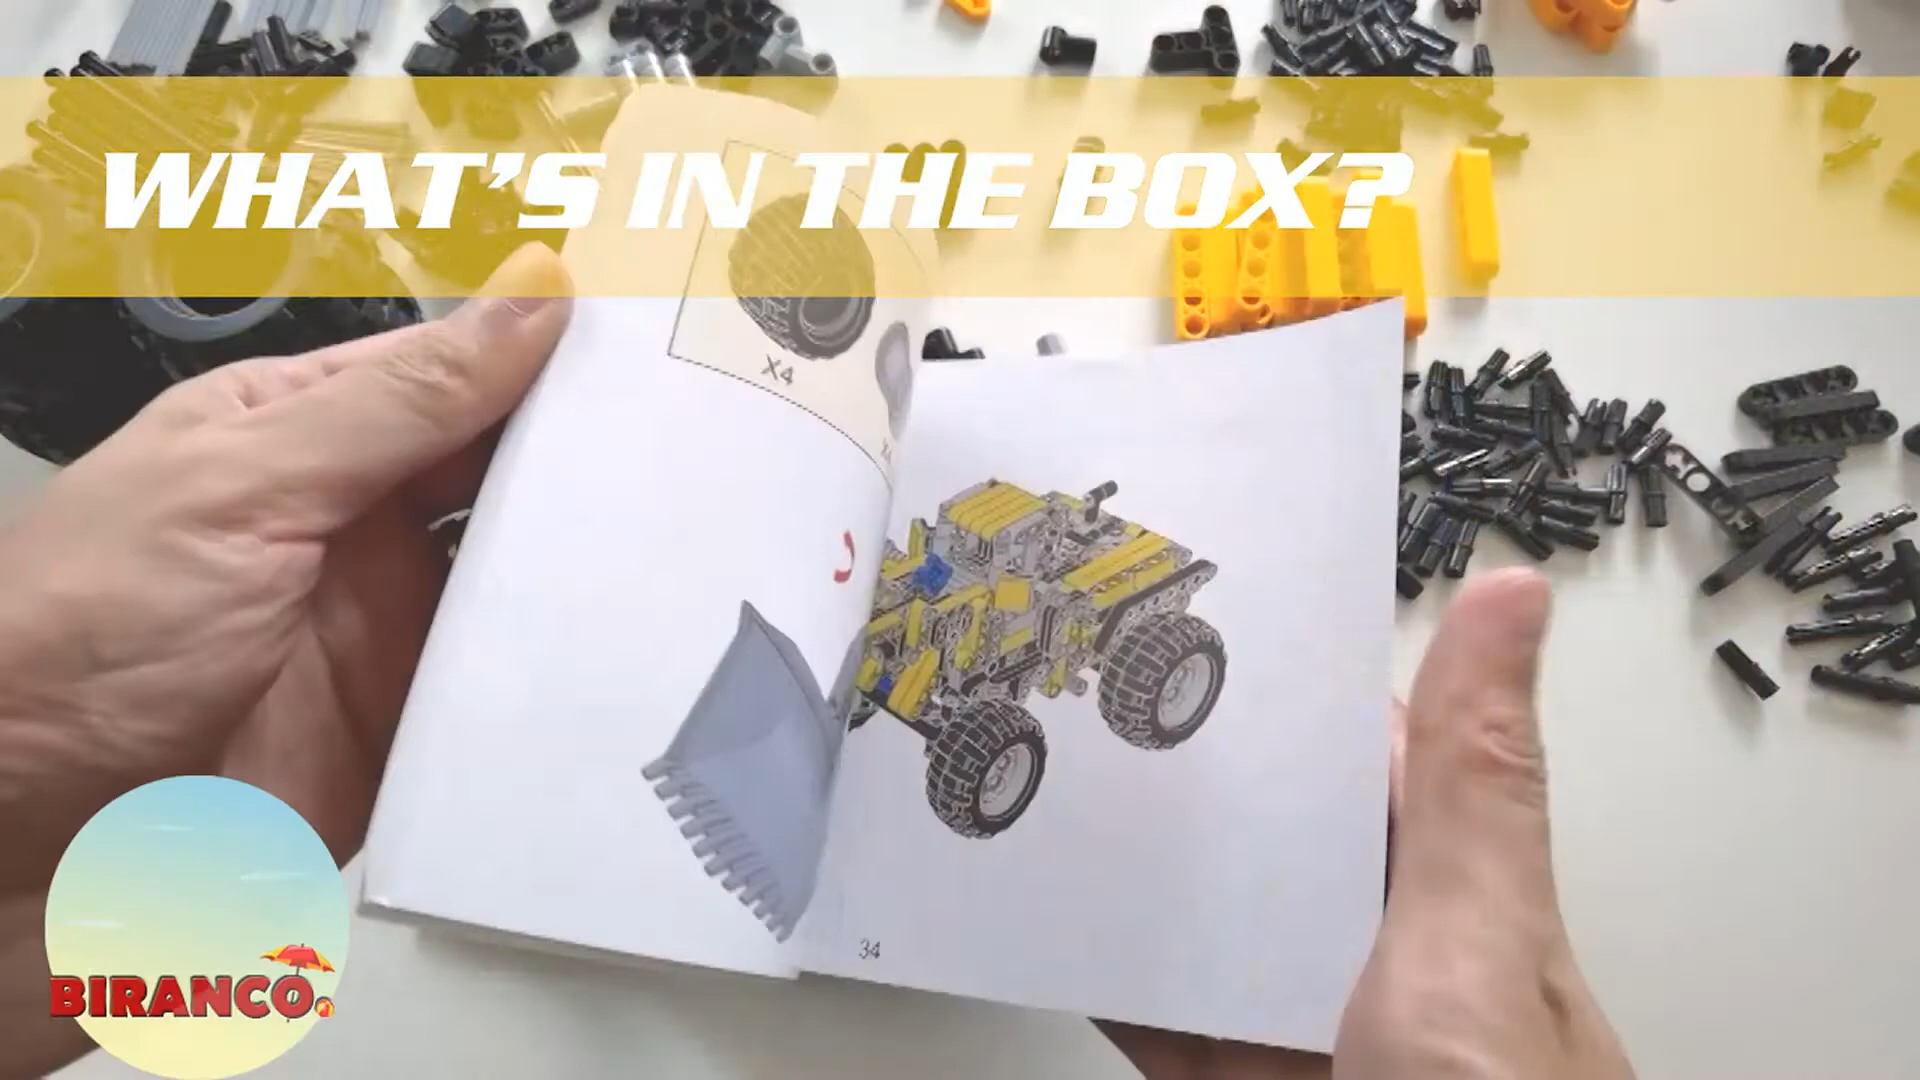 WHAT'S IN THE BOX?
X4
34
BIRANCO.